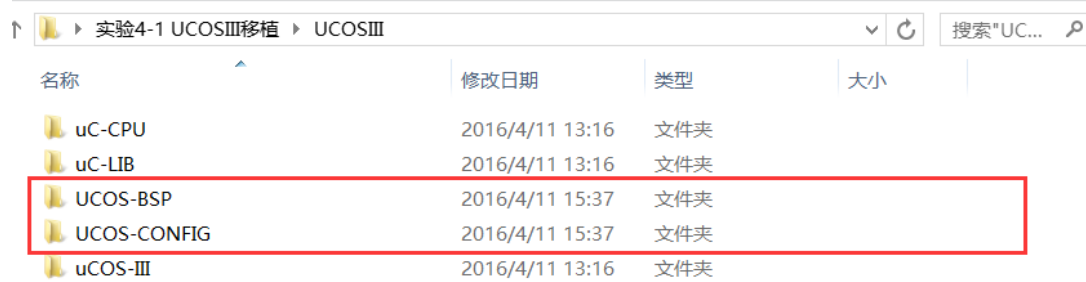 实验4-1 UCOSIII移植 UCOSIII 搜索"UC...
名称 修改日期 类型 大小
uC-CPU 2016/4/11 13:16 文件夹
uC-LIB 2016/4/11 13:16 文件夹
UCOS-BSP 2016/4/11 15:37 文件夹
UCOS-CONFIG 2016/4/11 15:37 文件夹
uCOS-III 2016/4/11 13:16 文件夹